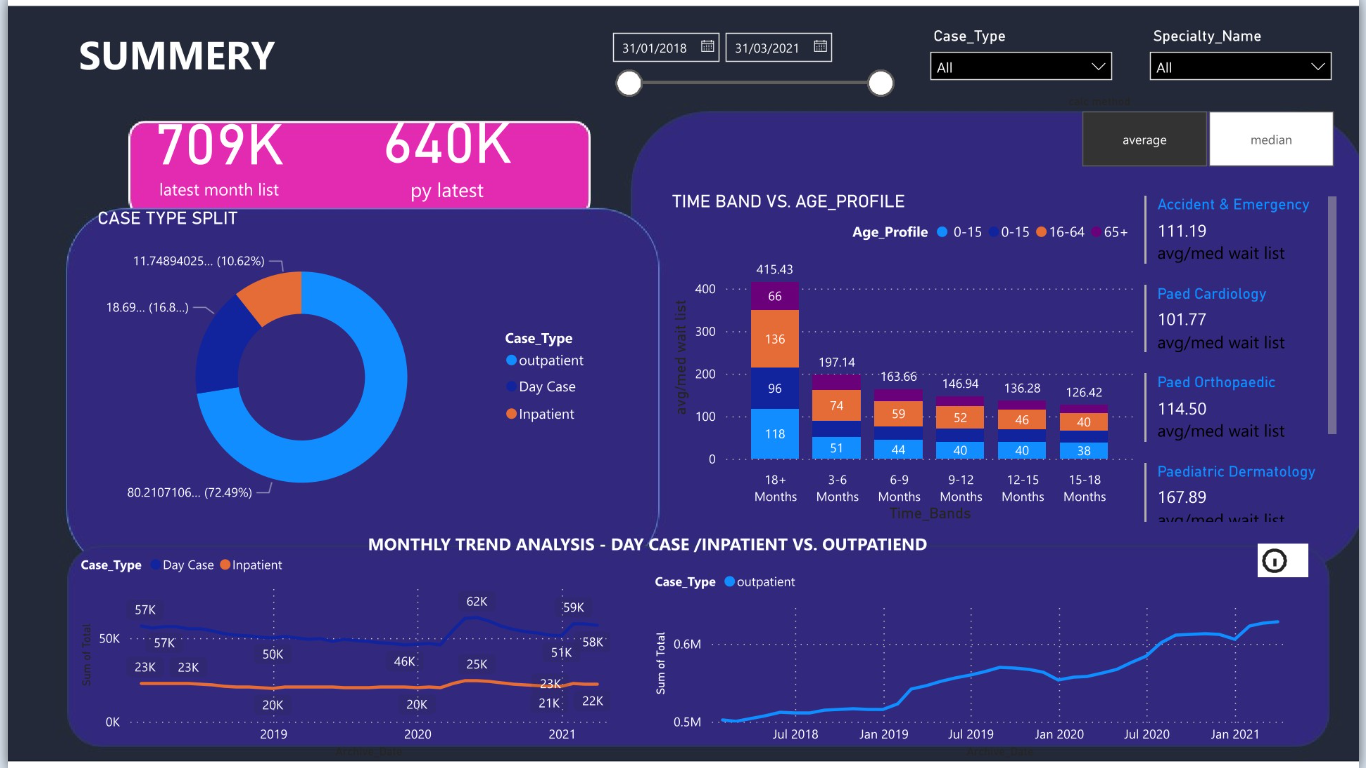 SUMMERY
31/01/2018
31/03/2021
Case_Type
All
Specialty_Name
All
709K
latest month list
640K
py latest
average
median
CASE TYPE SPLIT
11.74894025... (10.62%)
18.69... (16.8...)
80.2107106... (72.49%)
Case_Type
outpatient
Day Case
Inpatient
TIME BAND VS. AGE_PROFILE
Age_Profile 0-15 0-15 16-64 65+
avg/med wait list
400
300
200
100
0
415.43
66
136
96
118
197.14
74
51
163.66
59
44
146.94
52
40
136.28
46
40
126.42
40
38
18+ Months
3-6 Months
6-9 Months
9-12 Months
12-15 Months
15-18 Months
Time_Bands
Accident & Emergency
111.19
avg/med wait list
Paed Cardiology
101.77
avg/med wait list
Paed Orthopaedic
114.50
avg/med wait list
Paediatric Dermatology
167.89
avg/med wait list
MONTHLY TREND ANALYSIS - DAY CASE /INPATIENT VS. OUTPATIEND
Case_Type Day Case Inpatient
Sum of Total
50K
0K
57K
57K
50K
46K
62K
51K
59K
58K
23K
23K
20K
20K
25K
23K
21K
22K
2019
2020
2021
Case_Type outpatient
Sum of Total
0.6M
0.5M
Jul 2018
Jan 2019
Jul 2019
Jan 2020
Jul 2020
Jan 2021